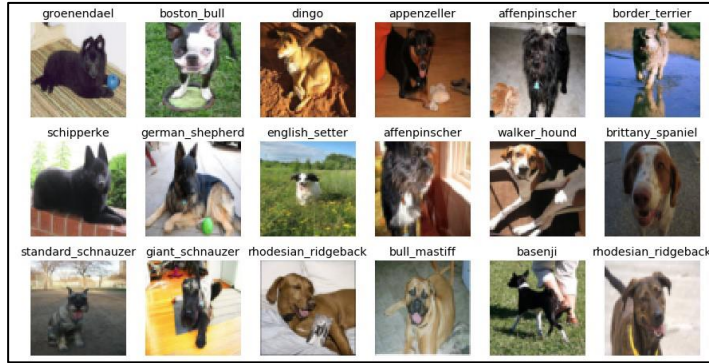 groenendael boston_bull dingo appenzeller affenpinscher border_terrier
schipperke german_shepherd english_setter affenpinscher walker_hound brittany_spaniel
standard_schnauzer giant_schnauzer rhodesian_ridgeback bull_mastiff basenji rhodesian_ridgeback